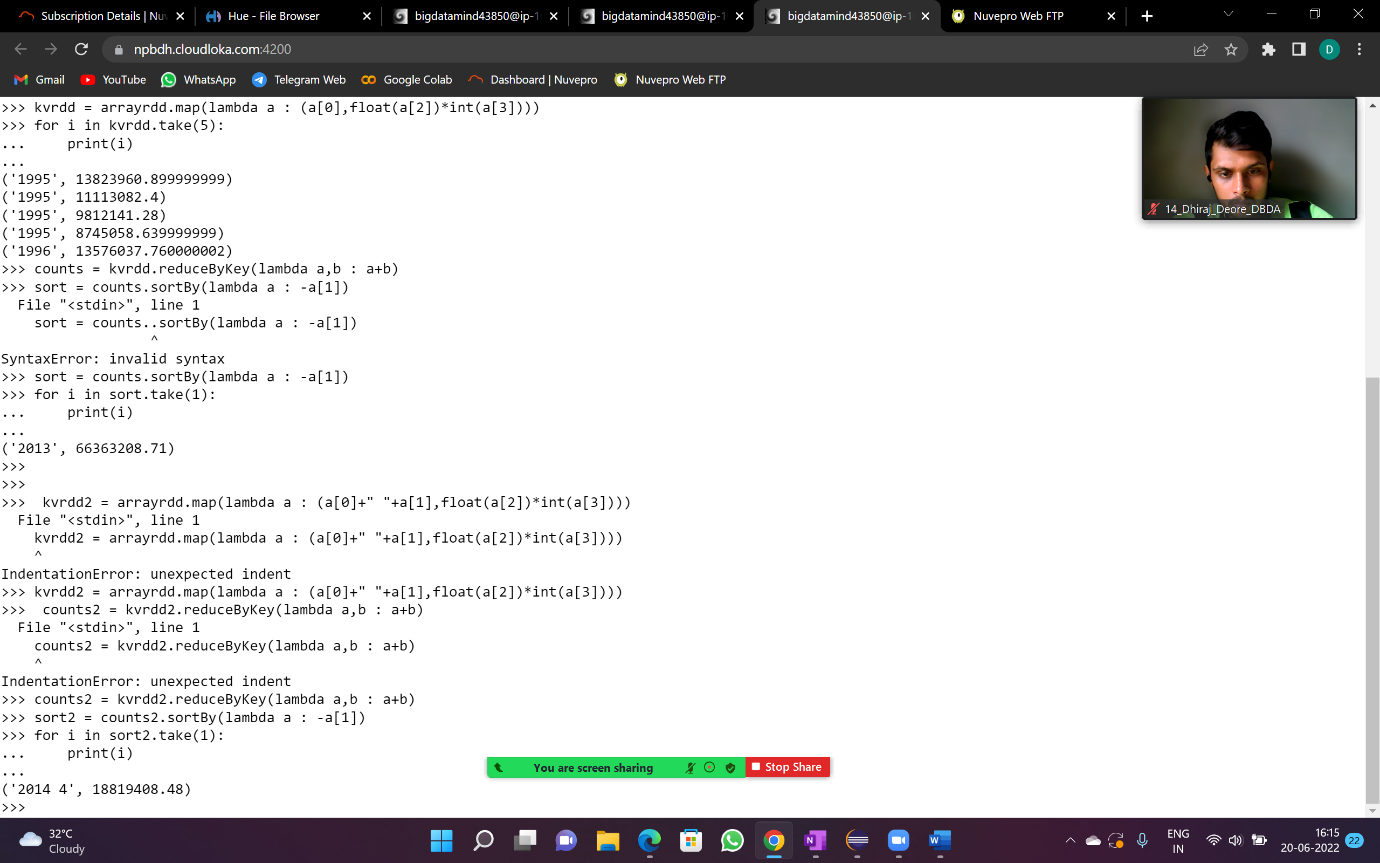 Subscription Details | Nu
Hue - File Browser
bigdatamind43850@ip-1
bigdatamind43850@ip-1
bigdatamind43850@ip-1
Nuvepro Web FTP
npbdh.cloudloka.com:4200
D
Gmail
YouTube
WhatsApp
Telegram Web
Google Colab
Dashboard | Nuvepro
Nuvepro Web FTP
>>> kvrdd = arrayrdd.map(lambda a : (a[0],float(a[2])*int(a[3])))
>>> for i in kvrdd.take(5):
...     print(i)
...
('1995', 13823960.899999999)
('1995', 11113082.4)
('1995', 9812141.28)
('1995', 8745058.639999999)
('1996', 13576037.760000002)
>>> counts = kvrdd.reduceByKey(lambda a,b : a+b)
>>> sort = counts.sortBy(lambda a : -a[1])
  File "<stdin>", line 1
    sort = counts..sortBy(lambda a : -a[1])
                  ^
SyntaxError: invalid syntax
>>> sort = counts.sortBy(lambda a : -a[1])
>>> for i in sort.take(1):
...     print(i)
...
('2013', 66363208.71)
>>>
>>>
>>>  kvrdd2 = arrayrdd.map(lambda a : (a[0]+" "+a[1],float(a[2])*int(a[3])))
  File "<stdin>", line 1
    kvrdd2 = arrayrdd.map(lambda a : (a[0]+" "+a[1],float(a[2])*int(a[3])))
    ^
IndentationError: unexpected indent
>>> kvrdd2 = arrayrdd.map(lambda a : (a[0]+" "+a[1],float(a[2])*int(a[3])))
>>>  counts2 = kvrdd2.reduceByKey(lambda a,b : a+b)
  File "<stdin>", line 1
    counts2 = kvrdd2.reduceByKey(lambda a,b : a+b)
    ^
IndentationError: unexpected indent
>>> counts2 = kvrdd2.reduceByKey(lambda a,b : a+b)
>>> sort2 = counts2.sortBy(lambda a : -a[1])
>>> for i in sort2.take(1):
...     print(i)
...
('2014 4', 18819408.48)
>>>
14_Dhiraj_Deore_DBDA
You are screen sharing
Stop Share
32°C
Cloudy
ENG
IN
16:15
20-06-2022
22